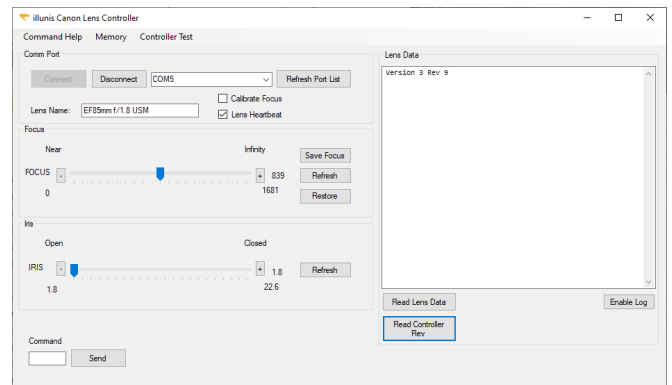 illunis Canon Lens Controller
Command Help Memory Controller Test
Comm Port
Connect Disconnect COM5 Refresh Port List
Calibrate Focus
Lens Name: EF85mm f/1.8 USM Lens Heartbeat
Focus
Near Infinity Save Focus
FOCUS - + 839 Refresh
0 1681 Restore
Iris
Open Closed
IRIS - + 1.8 Refresh
1.8 22.6
Command
Send
Lens Data
Version 3 Rev 9
Read Lens Data Enable Log
Read Controller
Rev